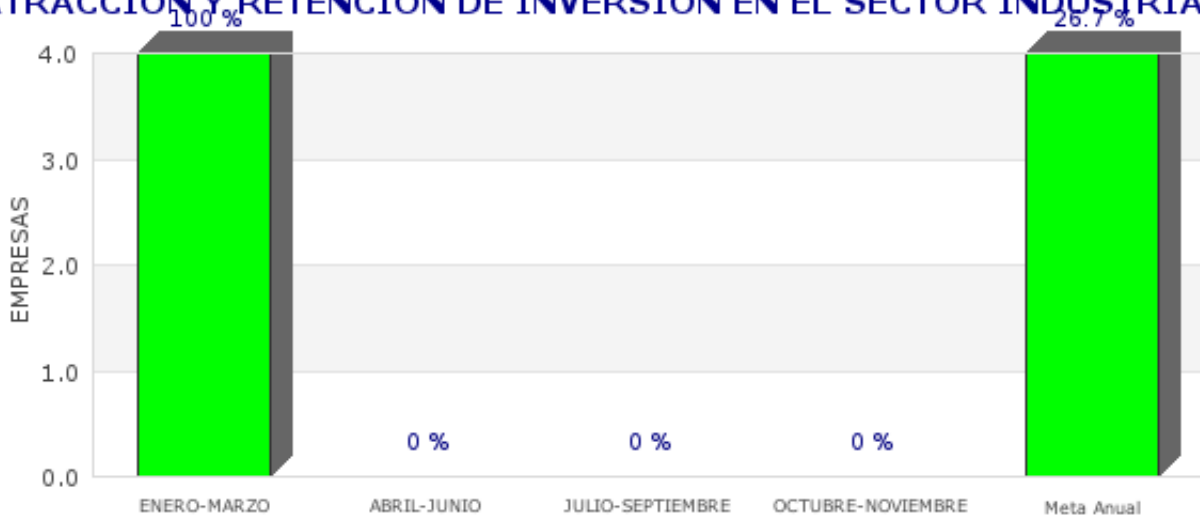 ATRACCIÓN Y RETENCIÓN DE INVERSIÓN EN EL SECTOR INDUSTRIA
100 %
26.7 %
4.0
3.0
2.0
1.0
0.0
EMPRESAS
0 %
0 %
0 %
ENERO-MARZO
ABRIL-JUNIO
JULIO-SEPTIEMBRE
OCTUBRE-NOVIEMBRE
Meta Anual